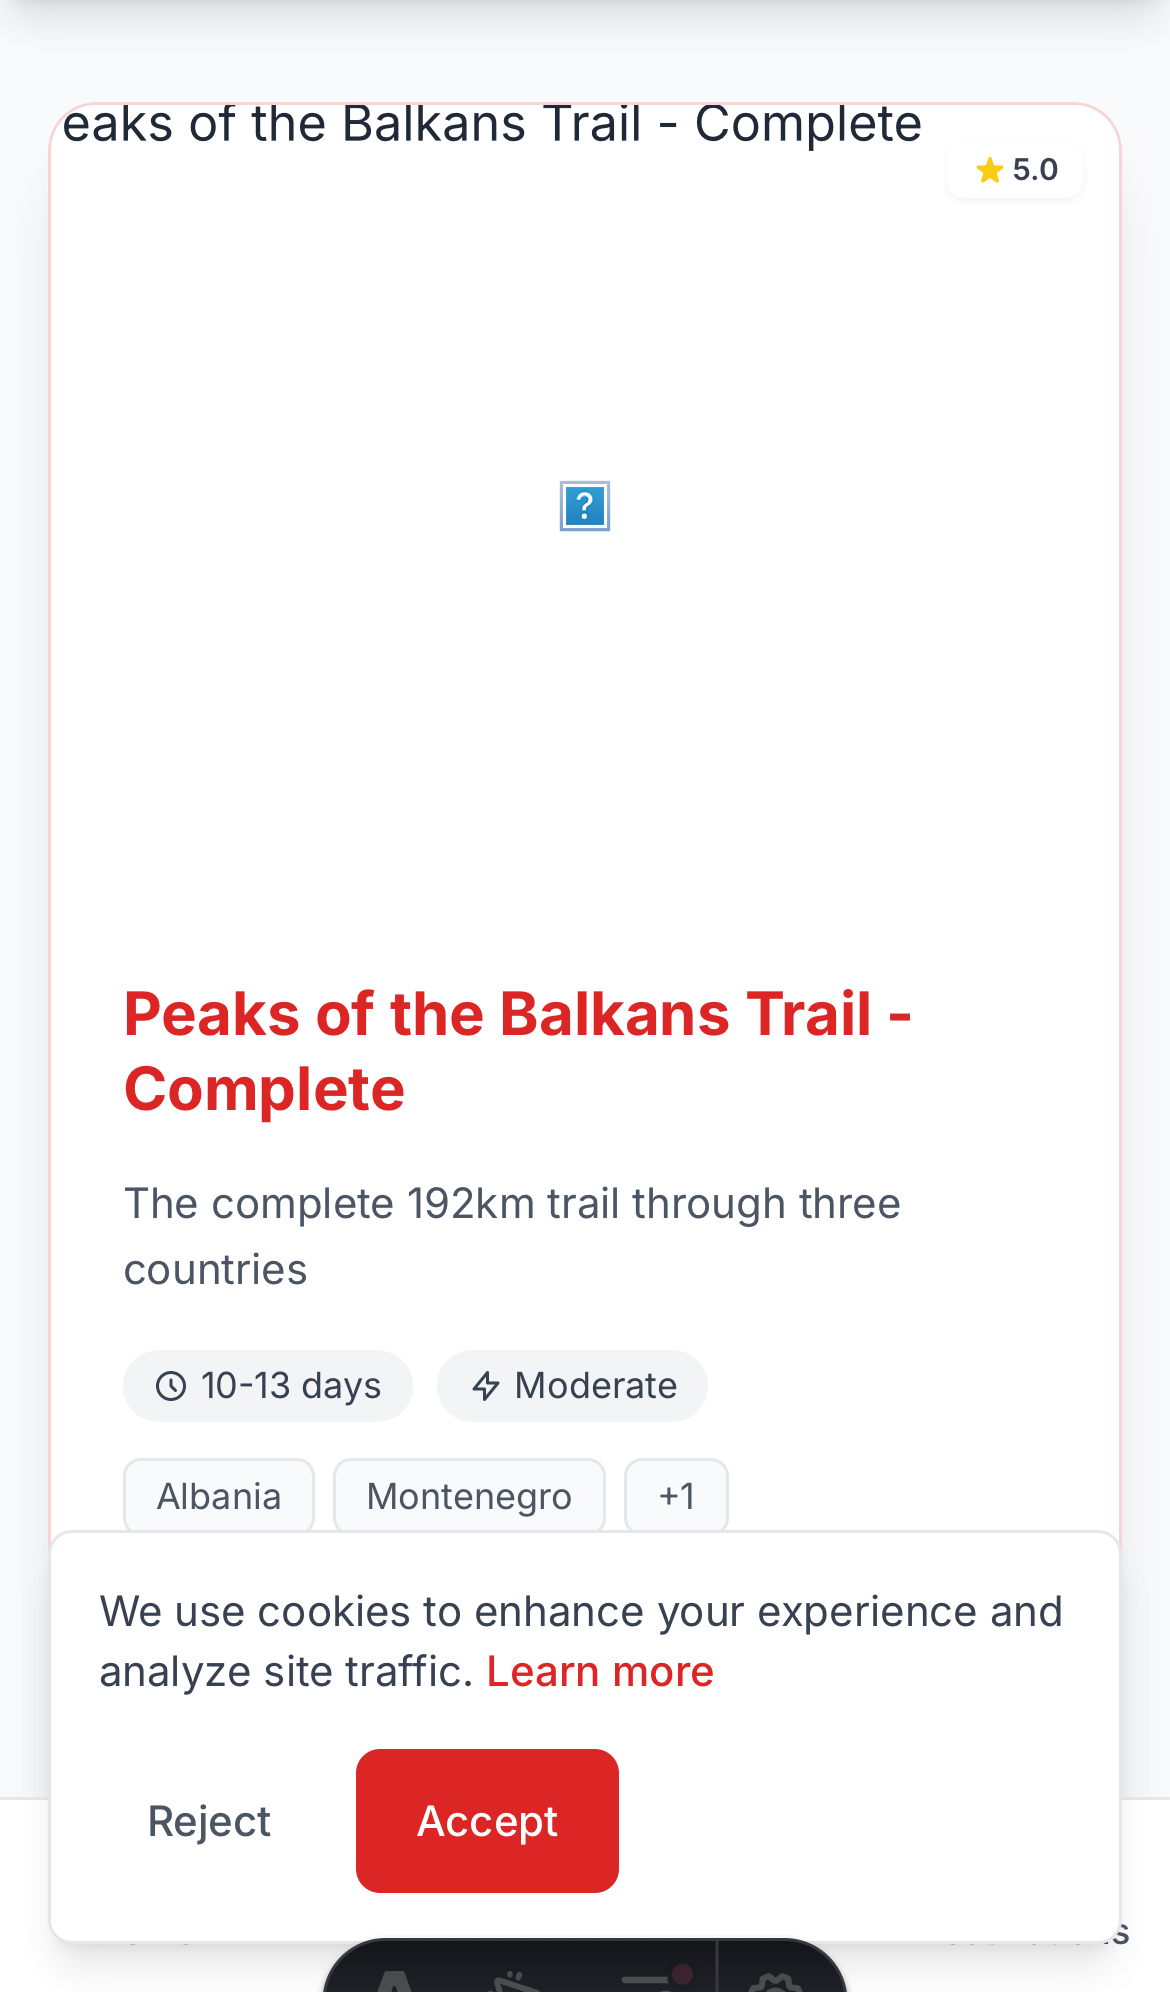 eaks of the Balkans Trail - Complete
5.0
?
Peaks of the Balkans Trail -
Complete
The complete 192km trail through three
countries
10-13 days
Moderate
Albania
Montenegro
+1
We use cookies to enhance your experience and
analyze site traffic. Learn more
Reject
Accept